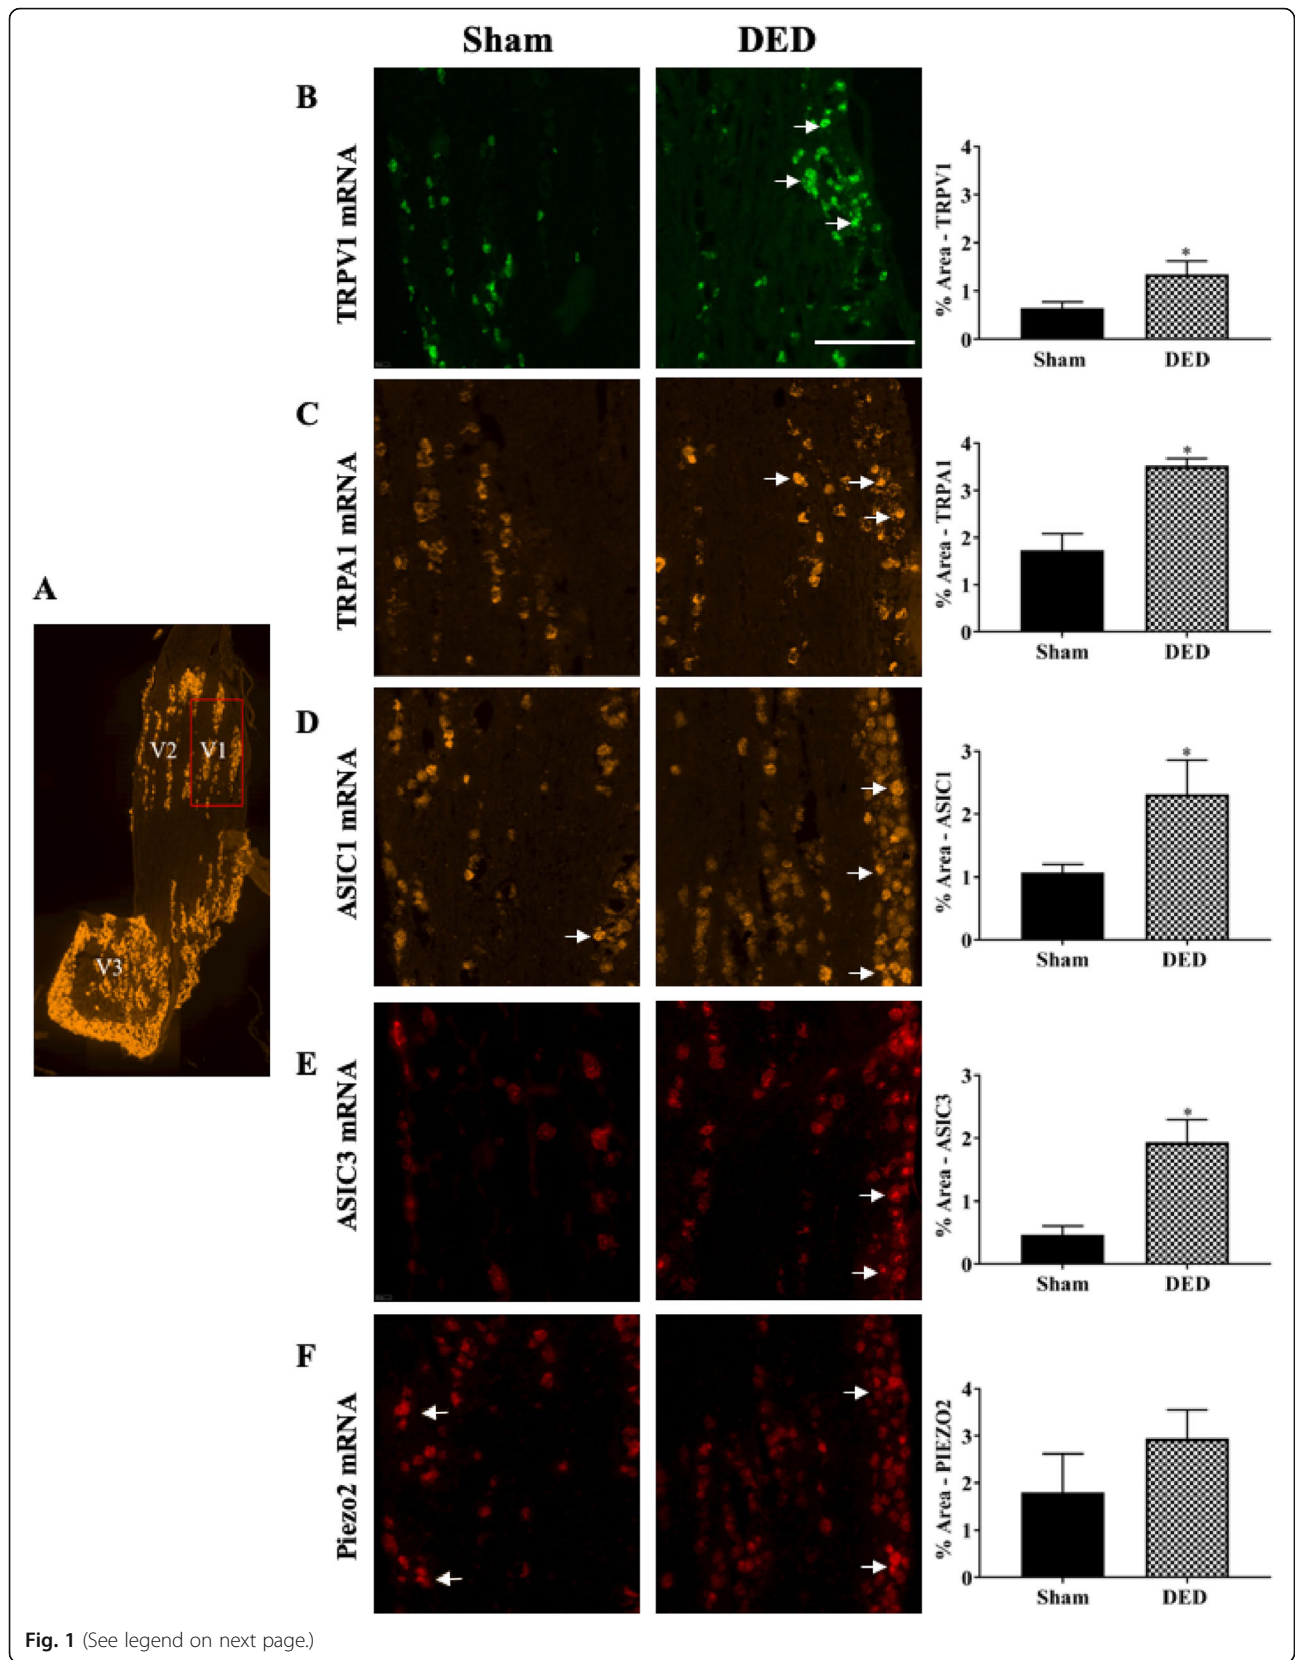 Sham DED
B
TRPV1 mRNA
% Area - TRPV1
4
3
2
1
0
Sham DED
*
C
TRPA1 mRNA
% Area - TRPA1
4
3
2
1
0
Sham DED
*
A
V2 V1
V3
D
ASIC1 mRNA
% Area - ASIC1
3
2
1
0
Sham DED
*
E
ASIC3 mRNA
% Area - ASIC3
3
2
1
0
Sham DED
*
F
Piezo2 mRNA
% Area - PIEZO2
4
3
2
1
0
Sham DED
Fig. 1 (See legend on next page.)